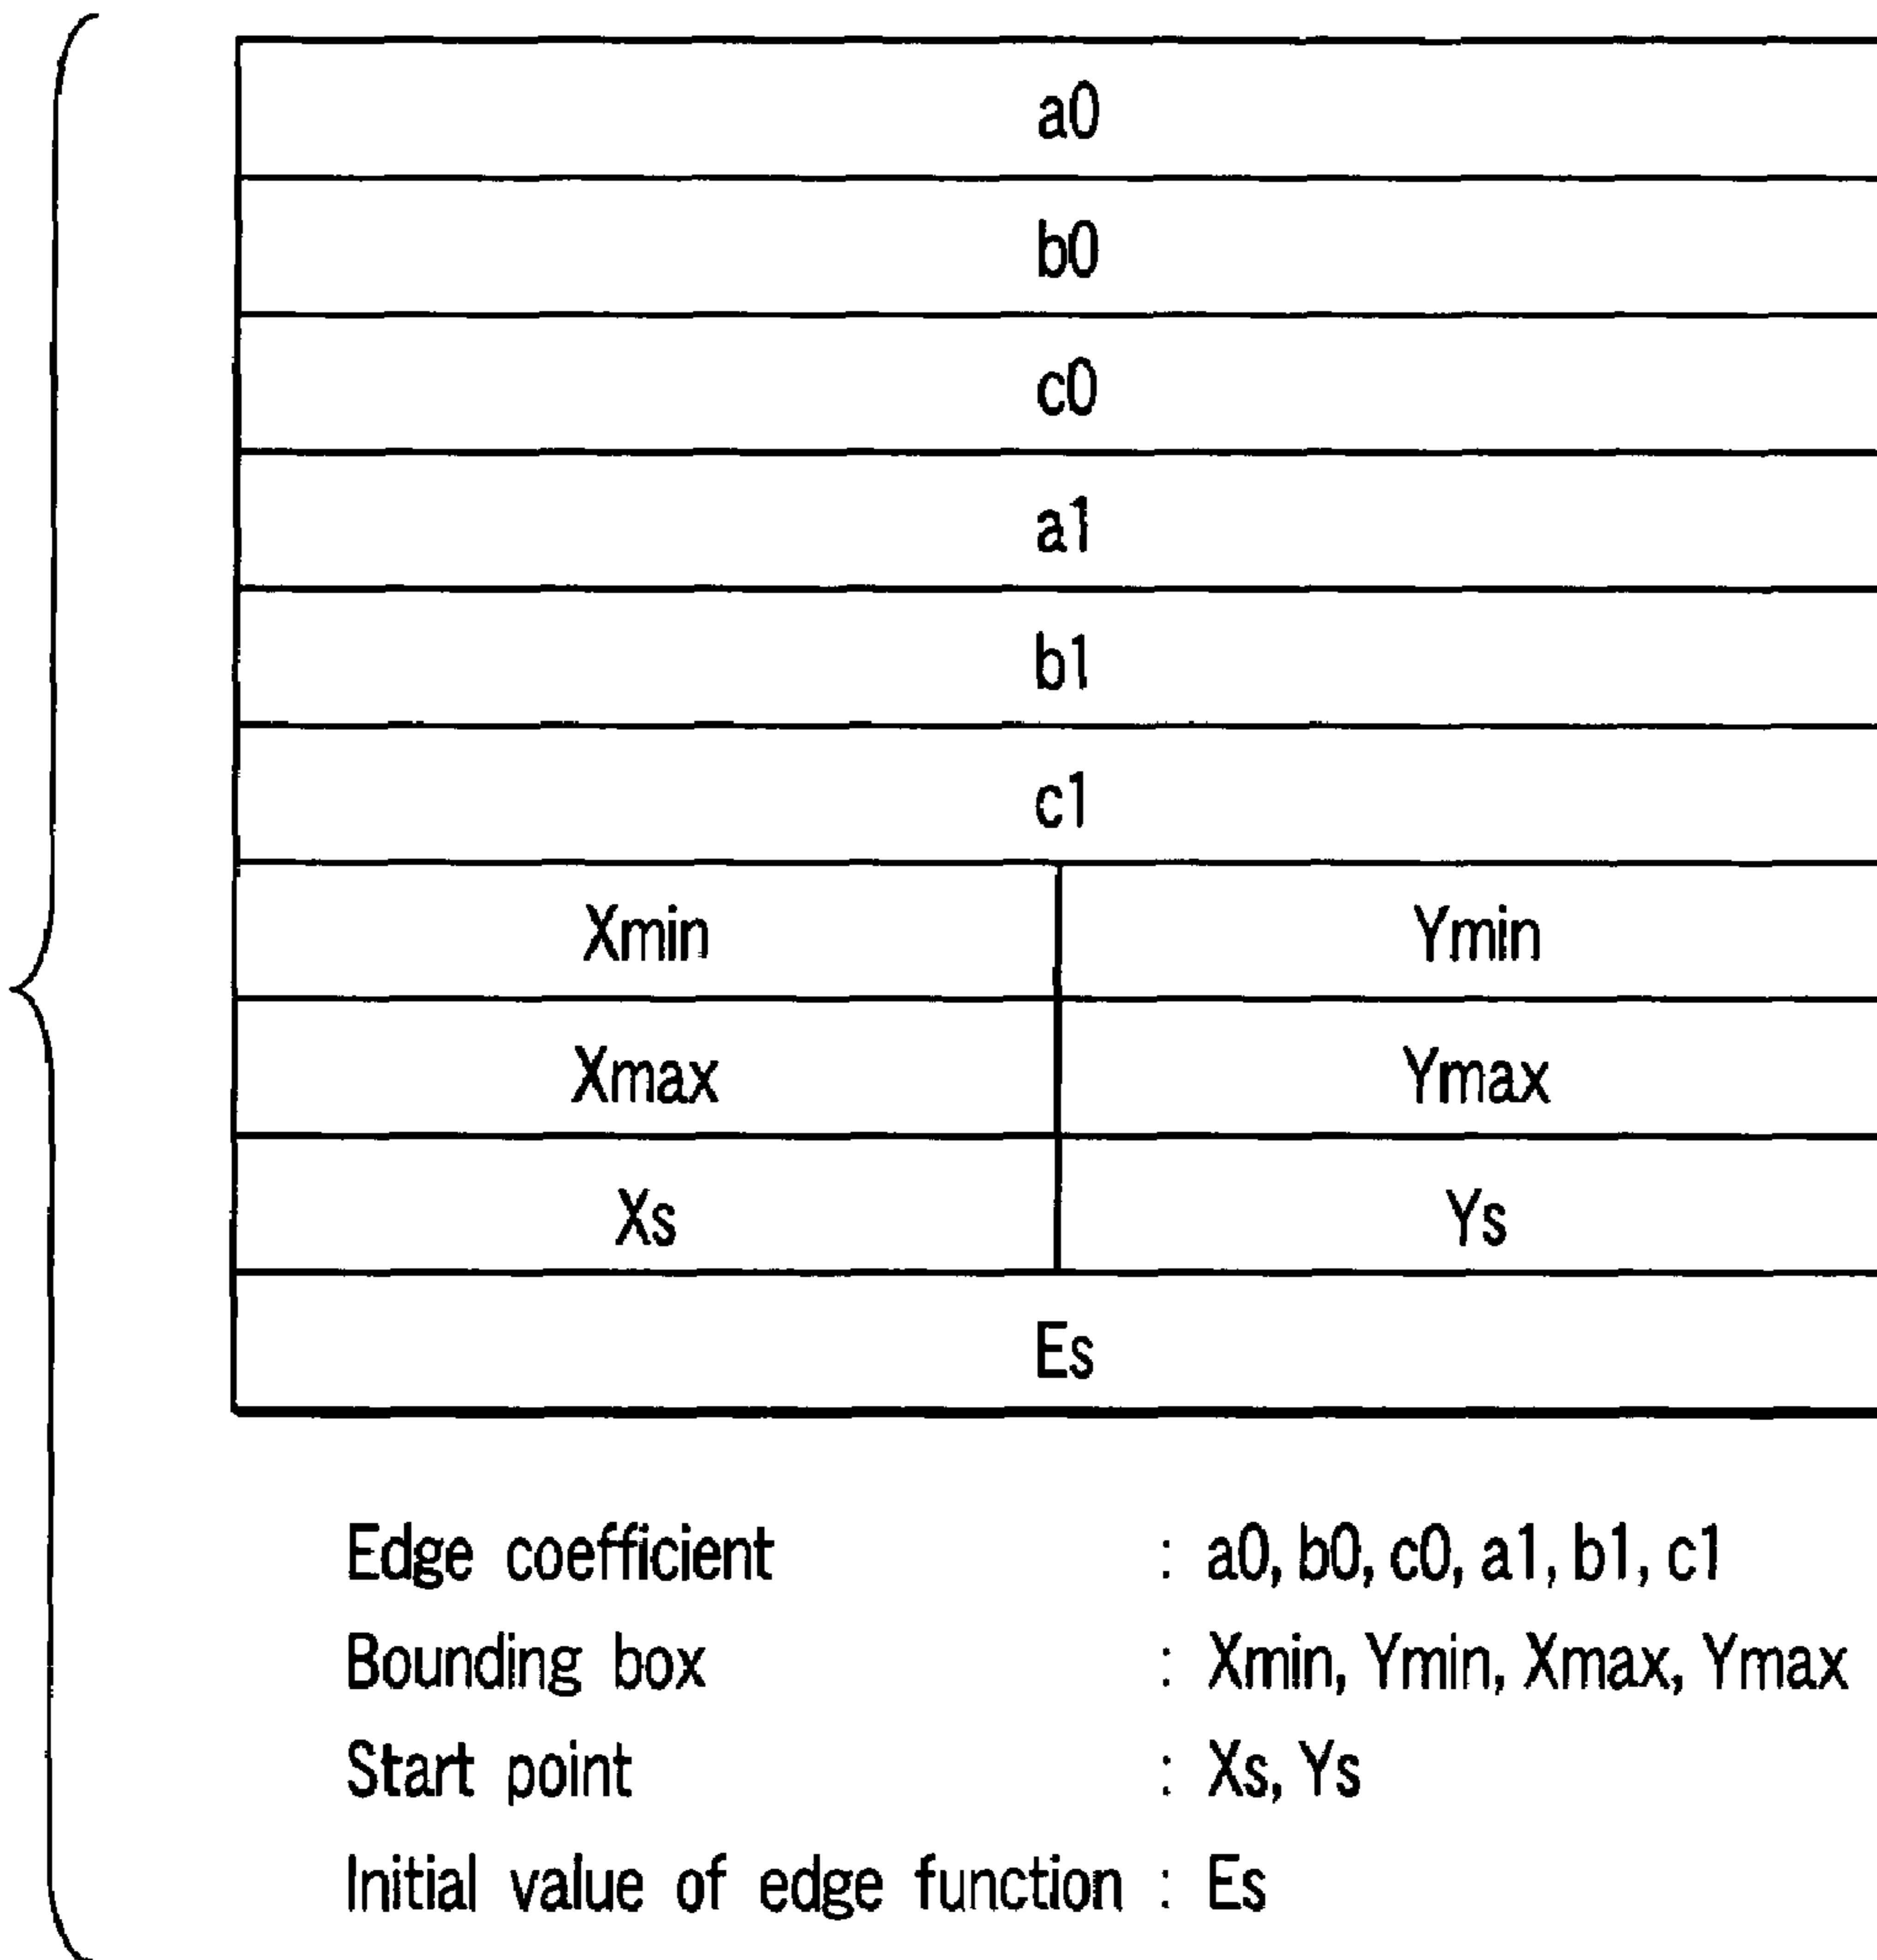 a0
b0
c0
a1
b1
c1
Xmin Ymin
Xmax Ymax
Xs Ys
Es
Edge coefficient : a0, b0, c0, a1, b1, c1
Bounding box : Xmin, Ymin, Xmax, Ymax
Start point : Xs, Ys
Initial value of edge function : Es